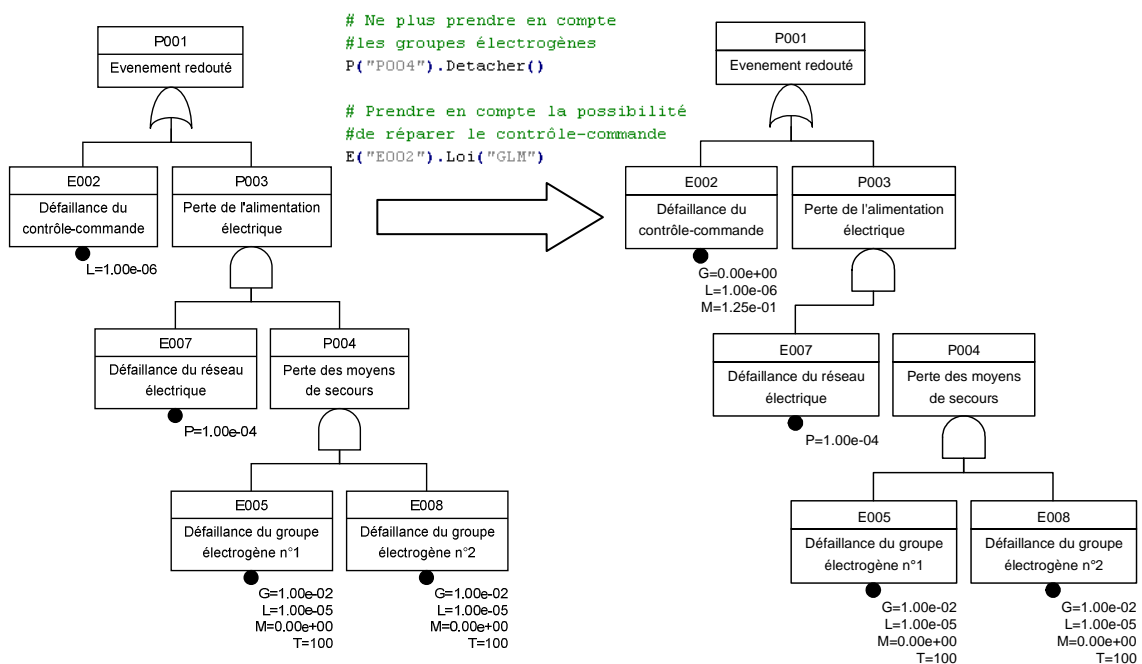 P001
Evenement redouté
E002
Défaillance du
contrôle-commande
L=1.00e-06
P003
Perte de l'alimentation
électrique
E007
Défaillance du réseau
électrique
P=1.00e-04
P004
Perte des moyens
de secours
E005
Défaillance du groupe
électrogène n°1
G=1.00e-02
L=1.00e-05
M=0.00e+00
T=100
E008
Défaillance du groupe
électrogène n°2
G=1.00e-02
L=1.00e-05
M=0.00e+00
T=100
# Ne plus prendre en compte
#les groupes électrogènes
P("P004").Detacher()
# Prendre en compte la possibilité
#de réparer le contrôle-commande
E("E002").Loi("GLM")
P001
Evenement redouté
E002
Défaillance du
contrôle-commande
G=0.00e+00
L=1.00e-06
M=1.25e-01
P003
Perte de l'alimentation
électrique
E007
Défaillance du réseau
électrique
P=1.00e-04
P004
Perte des moyens
de secours
E005
Défaillance du groupe
électrogène n°1
G=1.00e-02
L=1.00e-05
M=0.00e+00
T=100
E008
Défaillance du groupe
électrogène n°2
G=1.00e-02
L=1.00e-05
M=0.00e+00
T=100